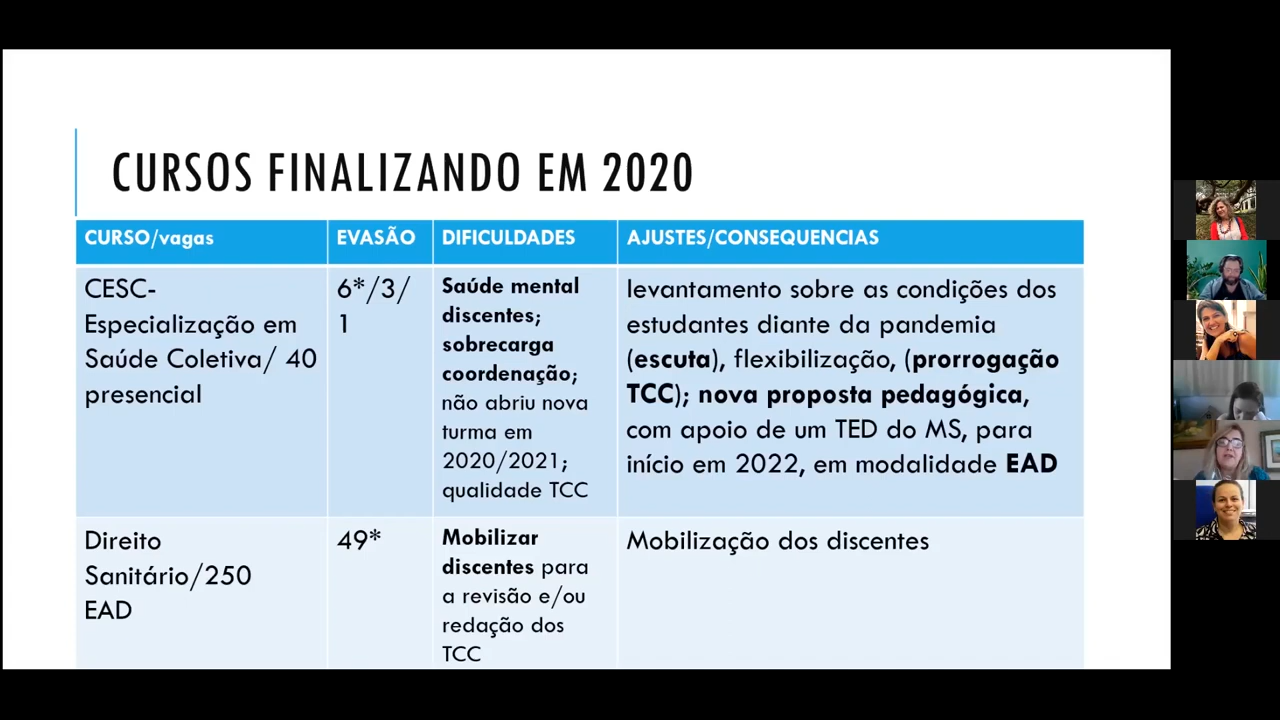 CURSOS FINALIZANDO EM 2020
CURSO/vagas
EVASÃO
DIFICULDADES
AJUSTES/CONSEQUENCIAS
CESC-
Especialização em
Saúde Coletiva/ 40
presencial
6*/3/
1
Saúde mental
discentes;
sobrecarga
coordenação;
não abriu nova
turma em
2020/2021;
qualidade TCC
levantamento sobre as condições dos
estudantes diante da pandemia
(escuta), flexibilização, (prorrogação
TCC); nova proposta pedagógica,
com apoio de um TED do MS, para
início em 2022, em modalidade EAD
Direito
Sanitário/250
EAD
49*
Mobilizar
discentes para
a revisão e/ou
redação dos
TCC
Mobilização dos discentes